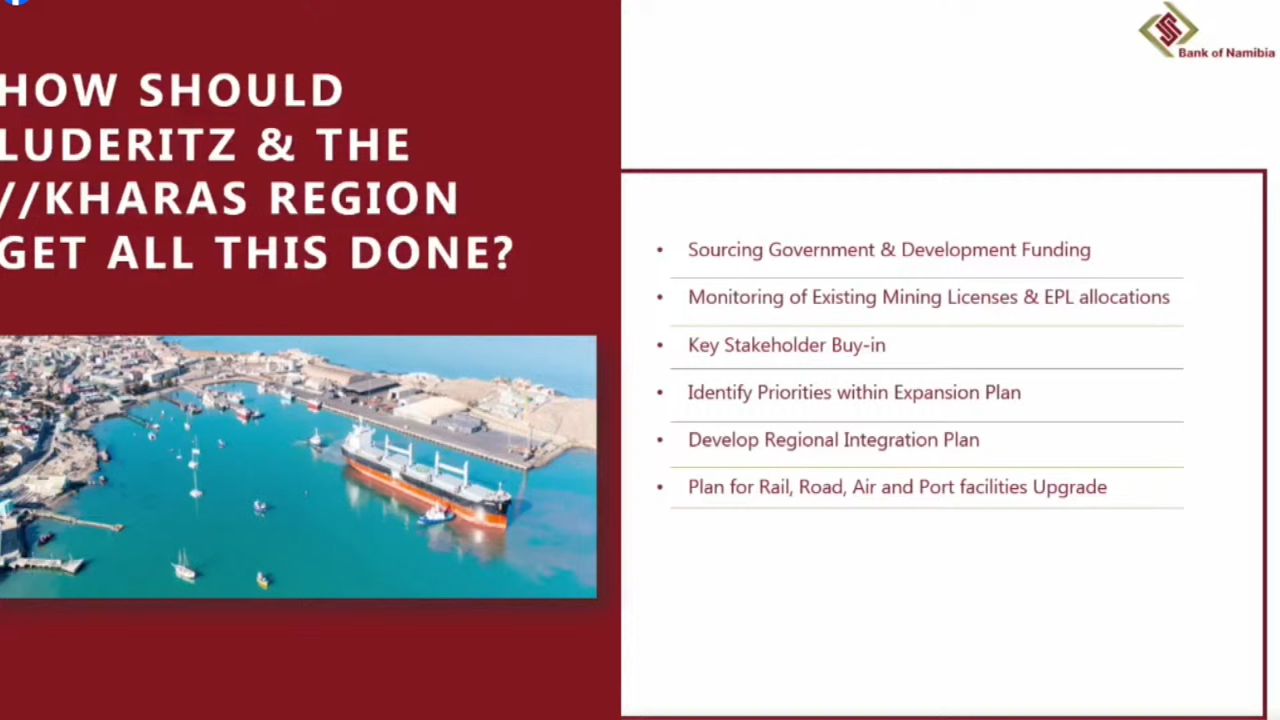 HOW SHOULD
LUDERITZ & THE
//KHARAS REGION
GET ALL THIS DONE?
Bank of Namibia
• Sourcing Government & Development Funding
• Monitoring of Existing Mining Licenses & EPL allocations
• Key Stakeholder Buy-in
• Identify Priorities within Expansion Plan
• Develop Regional Integration Plan
• Plan for Rail, Road, Air and Port facilities Upgrade